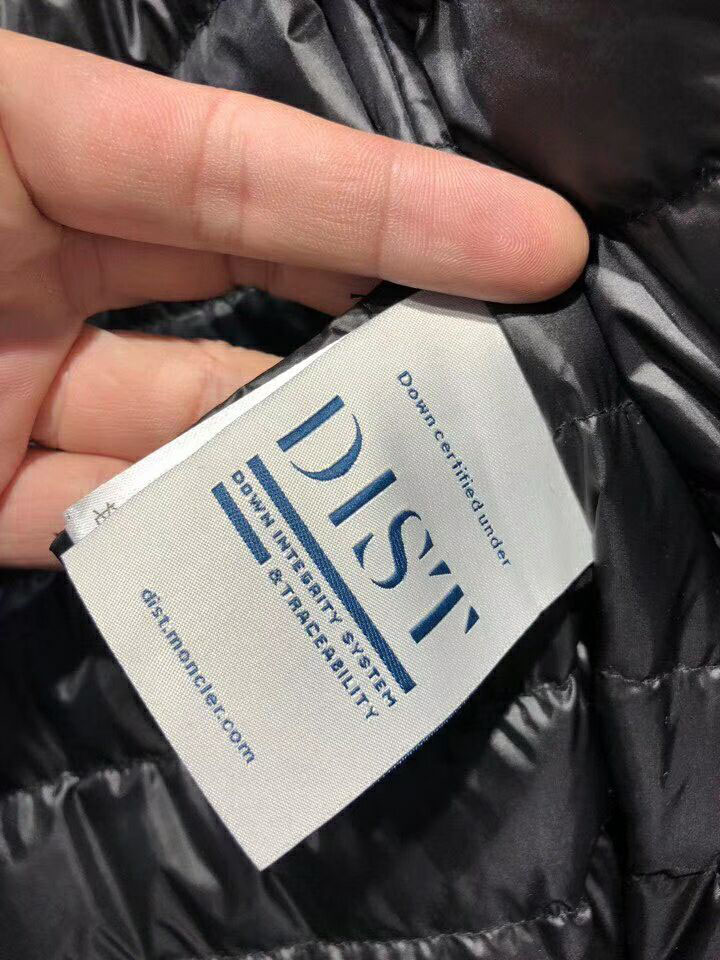 Down certified under
DIST
DOWN INTEGRITY SYSTEM
& TRACEABILITY
dist.moncler.com